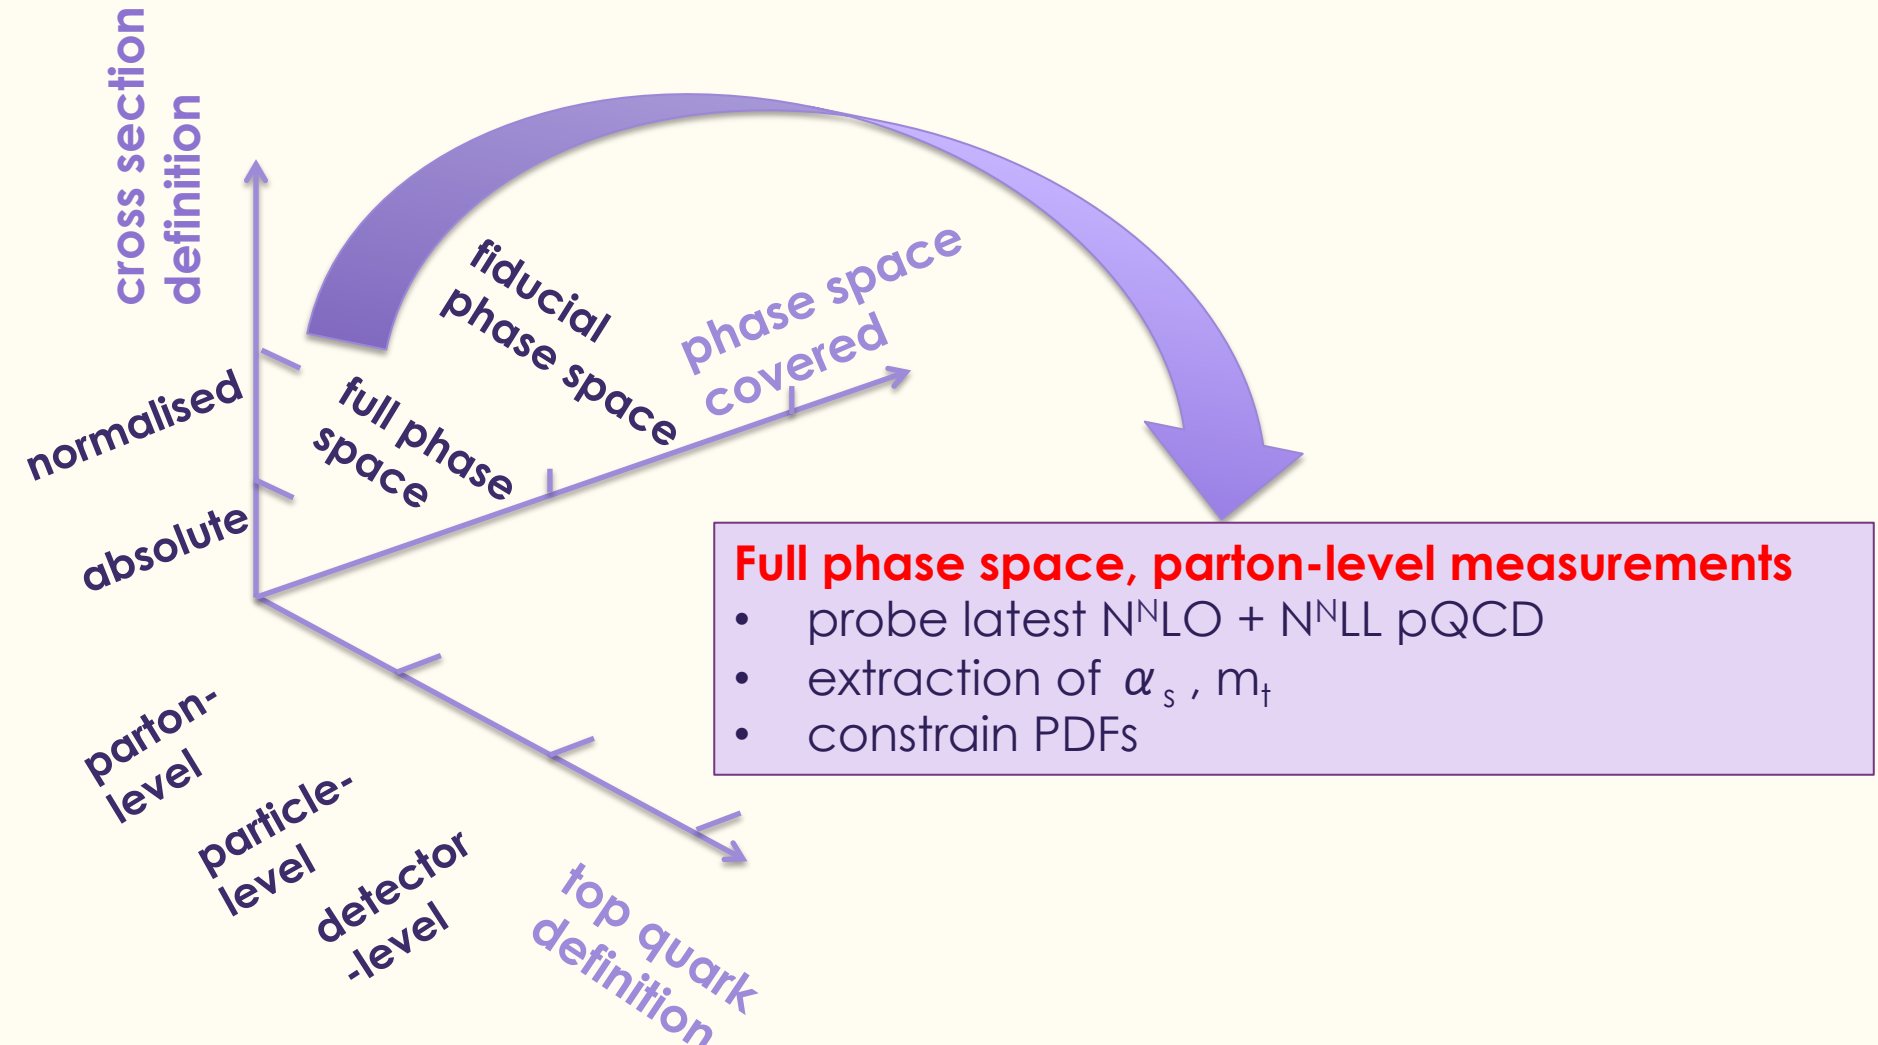 cross section
definition
normalised
absolute
fiducial
phase space
full phase
space
phase space
covered
Full phase space, parton-level measurements
• probe latest NᴺLO + NᴺLL pQCD
• extraction of α s , mt
• constrain PDFs
parton-
level
particle-
level
detector
-level
top quark
definition